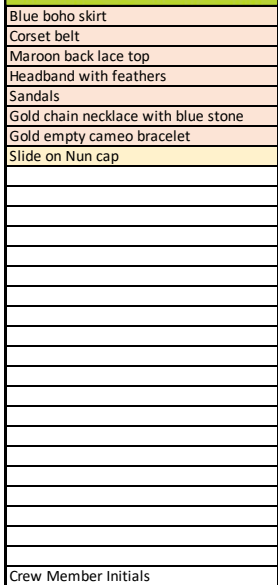 Blue boho skirt
Corset belt
Maroon back lace top
Headband with feathers
Sandals
Gold chain necklace with blue stone
Gold empty cameo bracelet
Slide on Nun cap
Crew Member Initials